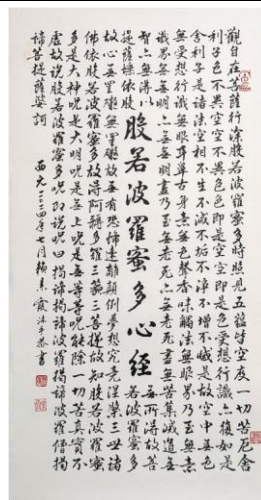 觀自在菩薩行深般若波羅蜜多時照見五蘊皆空度一切苦厄舍
利子色不異空空不異色色即是空空即是色受想行識亦復如是
舍利子是諸法空相不生不滅不垢不淨不增不減是故空中無色
無受想行識無眼耳鼻舌身意無色聲香味觸法無眼界乃至無意
識界無無明亦無無明盡乃至無老死亦無老死盡無苦集滅道無
智亦無得以無所得故菩
提薩埵依般若波羅蜜多
般若波羅蜜多心經
故心無罣礙無罣礙故無有恐怖遠離顛倒夢想究竟涅槃三世諸
佛依般若波羅蜜多故得阿耨多羅三藐三菩提故知般若波羅蜜
多是大神咒是大明咒是無上咒是無等等咒能除一切苦真實不
虛故說般若波羅蜜多咒即說咒曰揭諦揭諦波羅揭諦波羅僧揭
諦菩提薩婆訶
西元 四年七月楊素霞沐手恭書